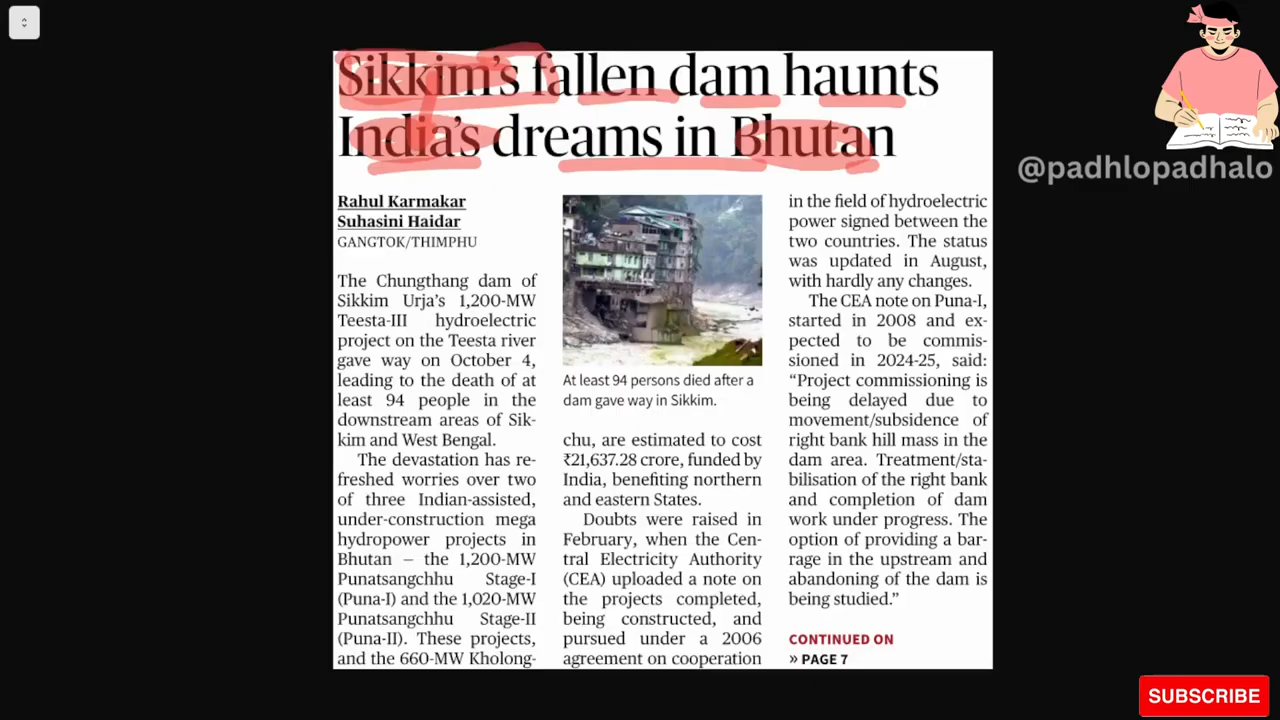 Sikkim's fallen dam haunts
India's dreams in Bhutan
@padhlopadhalo
Rahul Karmakar
Suhasini Haidar
GANGTOK/THIMPHU
The Chungthang dam of
Sikkim Urja's 1,200-MW
Teesta-III hydroelectric
project on the Teesta river
gave way on October 4,
leading to the death of at
least 94 people in the
downstream areas of Sik-
kim and West Bengal.
The devastation has re-
freshed worries over two
of three Indian-assisted,
under-construction mega
hydropower projects in
Bhutan – the 1,200-MW
Punatsangchhu Stage-I
(Puna-I) and the 1,020-MW
Punatsangchhu Stage-II
(Puna-II). These projects,
and the 660-MW Kholong-
At least 94 persons died after a
dam gave way in Sikkim.
chu, are estimated to cost
₹21,637.28 crore, funded by
India, benefiting northern
and eastern States.
Doubts were raised in
February, when the Cen-
tral Electricity Authority
(CEA) uploaded a note on
the projects completed,
being constructed, and
pursued under a 2006
agreement on cooperation
in the field of hydroelectric
power signed between the
two countries. The status
was updated in August,
with hardly any changes.
The CEA note on Puna-I,
started in 2008 and ex-
pected to be commis-
sioned in 2024-25, said:
“Project commissioning is
being delayed due to
movement/subsidence of
right bank hill mass in the
dam area. Treatment/sta-
bilisation of the right bank
and completion of dam
work under progress. The
option of providing a bar-
rage in the upstream and
abandoning of the dam is
being studied.”
CONTINUED ON
» PAGE 7
SUBSCRIBE